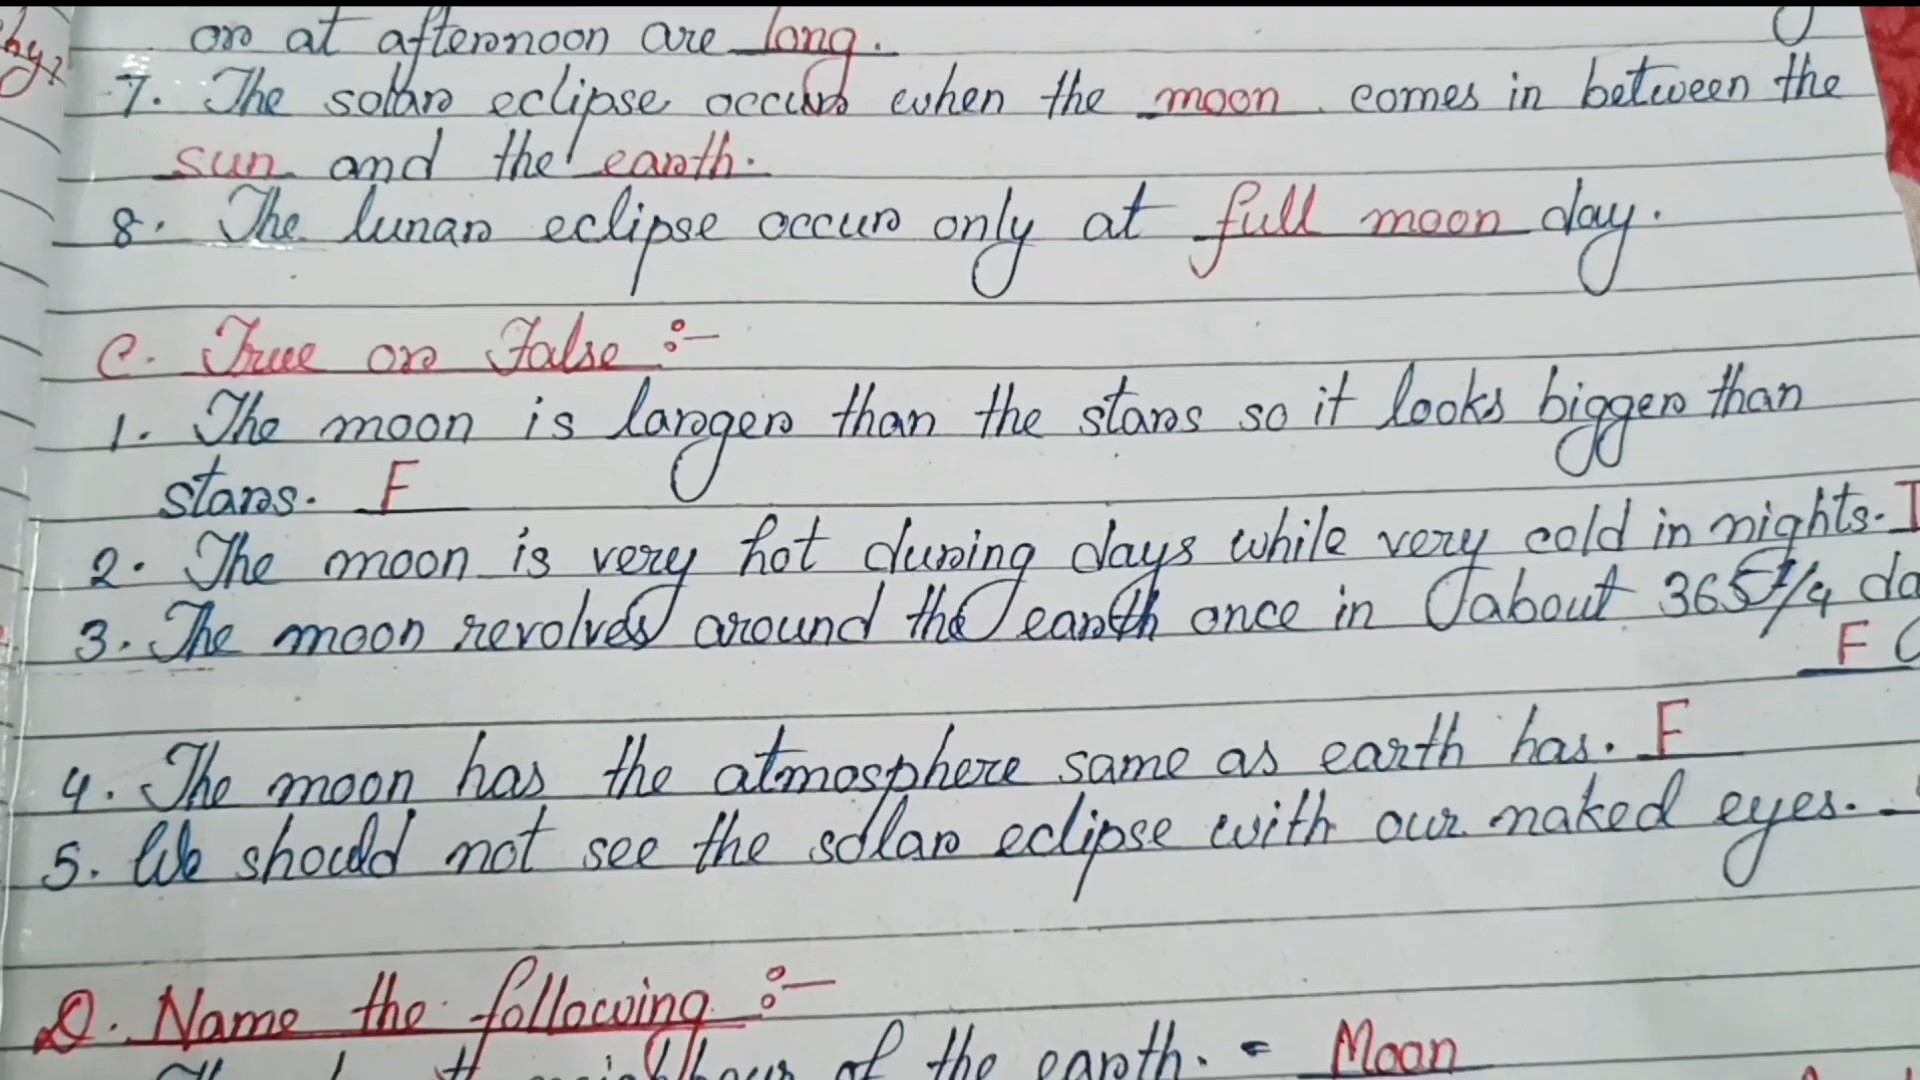 or at afternoon are long.
7. The solar eclipse occurs when the moon comes in between the
sun and the earth.
8. The lunar eclipse occur only at full moon day.
C. True or False :-
1. The moon is larger than the stars so it looks bigger than
stars. F
2. The moon is very hot during days while very cold in nights. T
3. The moon revolves around the earth once in about 365 1/4 da
F
4. The moon has the atmosphere same as earth has. F
5. We should not see the solar eclipse with our naked eyes.
D. Name the following :-
of the earth. - Moon